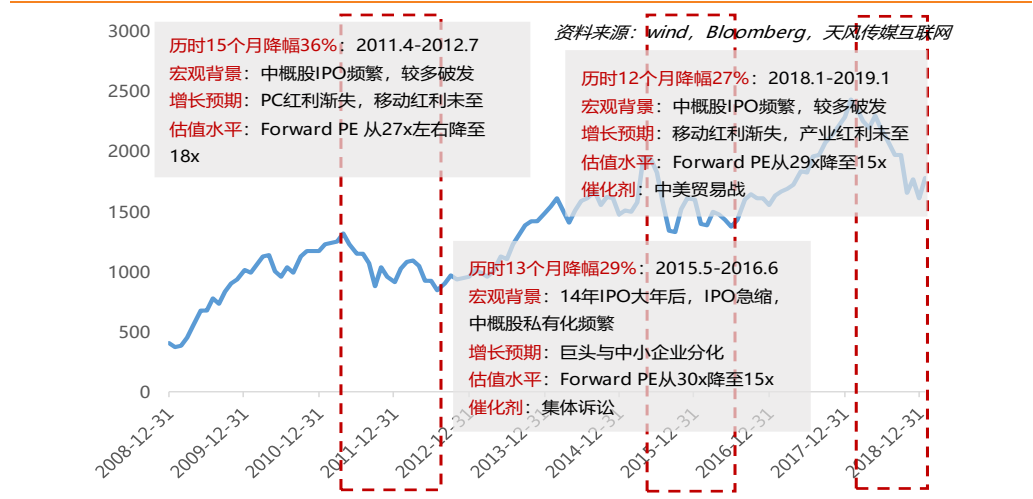 资料来源：wind，Bloomberg，天风传媒互联网
历时15个月降幅36%：2011.4-2012.7
宏观背景：中概股IPO频繁，较多破发
增长预期：PC红利渐失，移动红利未至
估值水平：Forward PE 从27x左右降至
18x
历时12个月降幅27%：2018.1-2019.1
宏观背景：中概股IPO频繁，较多破发
增长预期：移动红利渐失，产业红利未至
估值水平：Forward PE从29x降至15x
催化剂：中美贸易战
历时13个月降幅29%：2015.5-2016.6
宏观背景：14年IPO大年后，IPO急缩，
中概股私有化频繁
增长预期：巨头与中小企业分化
估值水平：Forward PE从30x降至15x
催化剂：集体诉讼
3000
2500
2000
1500
1000
500
0
2008-12-31
2009-12-31
2010-12-31
2011-12-31
2012-12-31
2013-12-31
2014-12-31
2015-12-31
2016-12-31
2017-12-31
2018-12-31